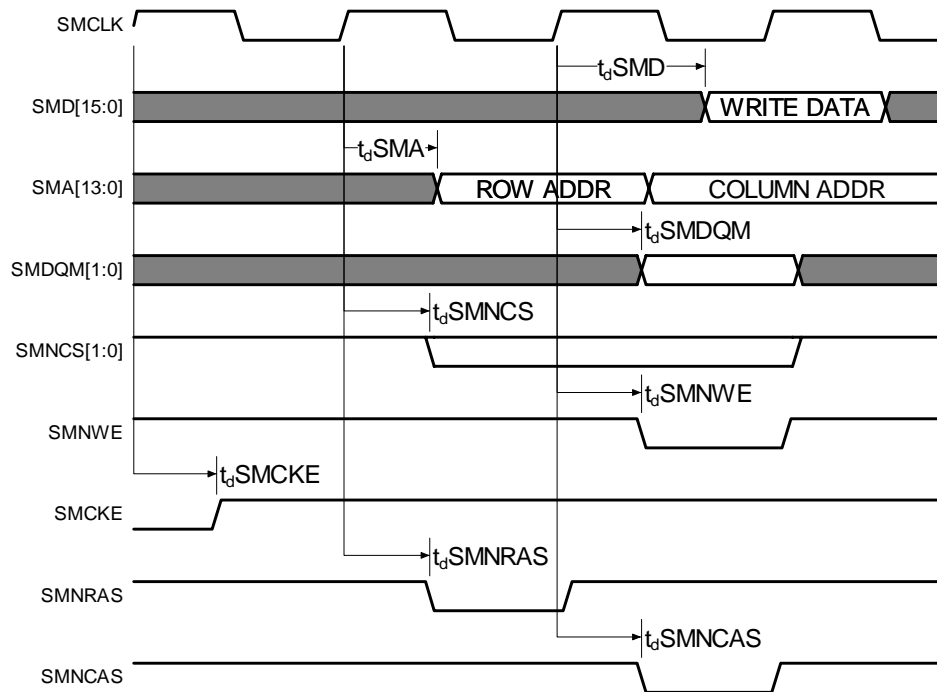 SMCLK
tdSMD
SMD[15:0]
WRITE DATA
tdSMA
SMA[13:0]
ROW ADDR
COLUMN ADDR
tdSMDQM
SMDQM[1:0]
tdSMNCS
SMNCS[1:0]
tdSMNWE
SMNWE
tdSMCKE
SMCKE
tdSMNRAS
SMNRAS
tdSMNCAS
SMNCAS